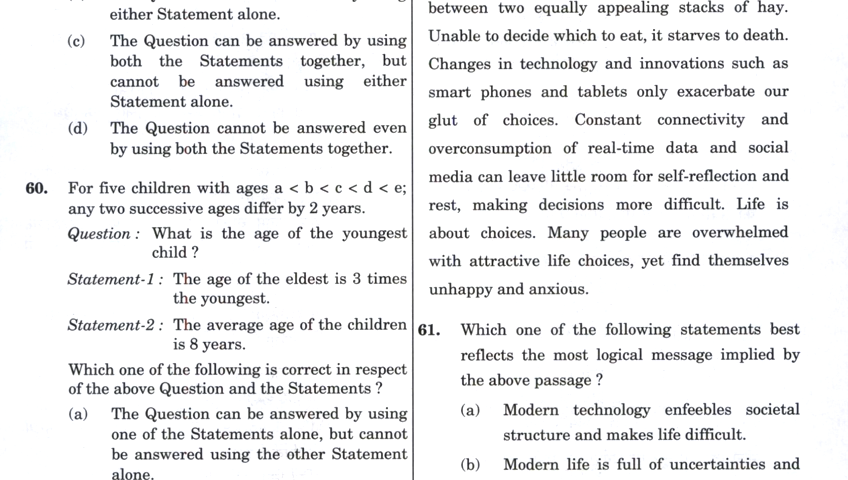 either Statement alone.
(c) The Question can be answered by using
both the Statements together, but
cannot be answered using either
Statement alone.
(d) The Question cannot be answered even
by using both the Statements together.
60. For five children with ages a < b < c < d < e;
any two successive ages differ by 2 years.
Question : What is the age of the youngest
child ?
Statement-1 : The age of the eldest is 3 times
the youngest.
Statement-2 : The average age of the children
is 8 years.
Which one of the following is correct in respect
of the above Question and the Statements ?
(a) The Question can be answered by using
one of the Statements alone, but cannot
be answered using the other Statement
alone.
between two equally appealing stacks of hay.
Unable to decide which to eat, it starves to death.
Changes in technology and innovations such as
smart phones and tablets only exacerbate our
glut of choices. Constant connectivity and
overconsumption of real-time data and social
media can leave little room for self-reflection and
rest, making decisions more difficult. Life is
about choices. Many people are overwhelmed
with attractive life choices, yet find themselves
unhappy and anxious.
61. Which one of the following statements best
reflects the most logical message implied by
the above passage ?
(a) Modern technology enfeebles societal
structure and makes life difficult.
(b) Modern life is full of uncertainties and